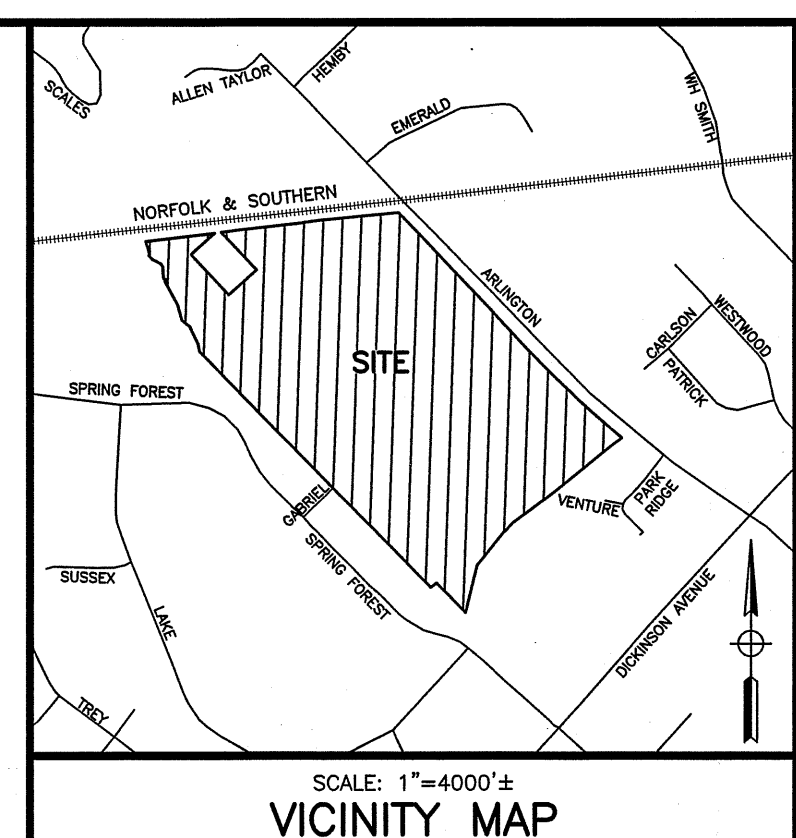 SCALES
ALLEN TAYLOR
HEMBY
EMERALD
WH SMITH
NORFOLK & SOUTHERN
ARLINGTON
CARLSON
WESTWOOD
PATRICK
SITE
SPRING FOREST
GABRIEL
VENTURE
PARK
RIDGE
SPRING FOREST
SUSSEX
LAKE
DICKINSON AVENUE
TREY
SCALE: 1"=4000'±
VICINITY MAP